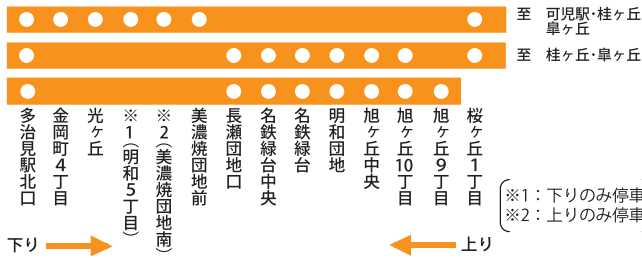 至 可児駅・桂ヶ丘
皐ヶ丘
至 桂ヶ丘・皐ヶ丘
多治見駅北口
金岡町4丁目
光ヶ丘
※1(明和5丁目)
※2(美濃焼団地南)
美濃焼団地前
長瀬団地口
名鉄緑台中央
名鉄緑台
明和団地
旭ヶ丘中央
旭ヶ丘10丁目
旭ヶ丘9丁目
桜ヶ丘1丁目
※1：下りのみ停車
※2：上りのみ停車
下り
上り